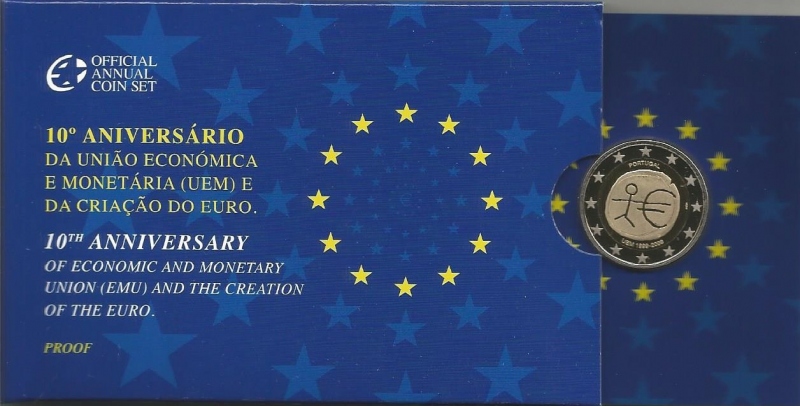 OFFICIAL
ANNUAL
COIN SET
10º ANIVERSÁRIO
DA UNIÃO ECONÓMICA
E MONETÁRIA (UEM) E
DA CRIAÇÃO DO EURO.
10TH ANNIVERSARY
OF ECONOMIC AND MONETARY
UNION (EMU) AND THE CREATION
OF THE EURO.
PROOF
PORTUGAL
UEM 1999-2009